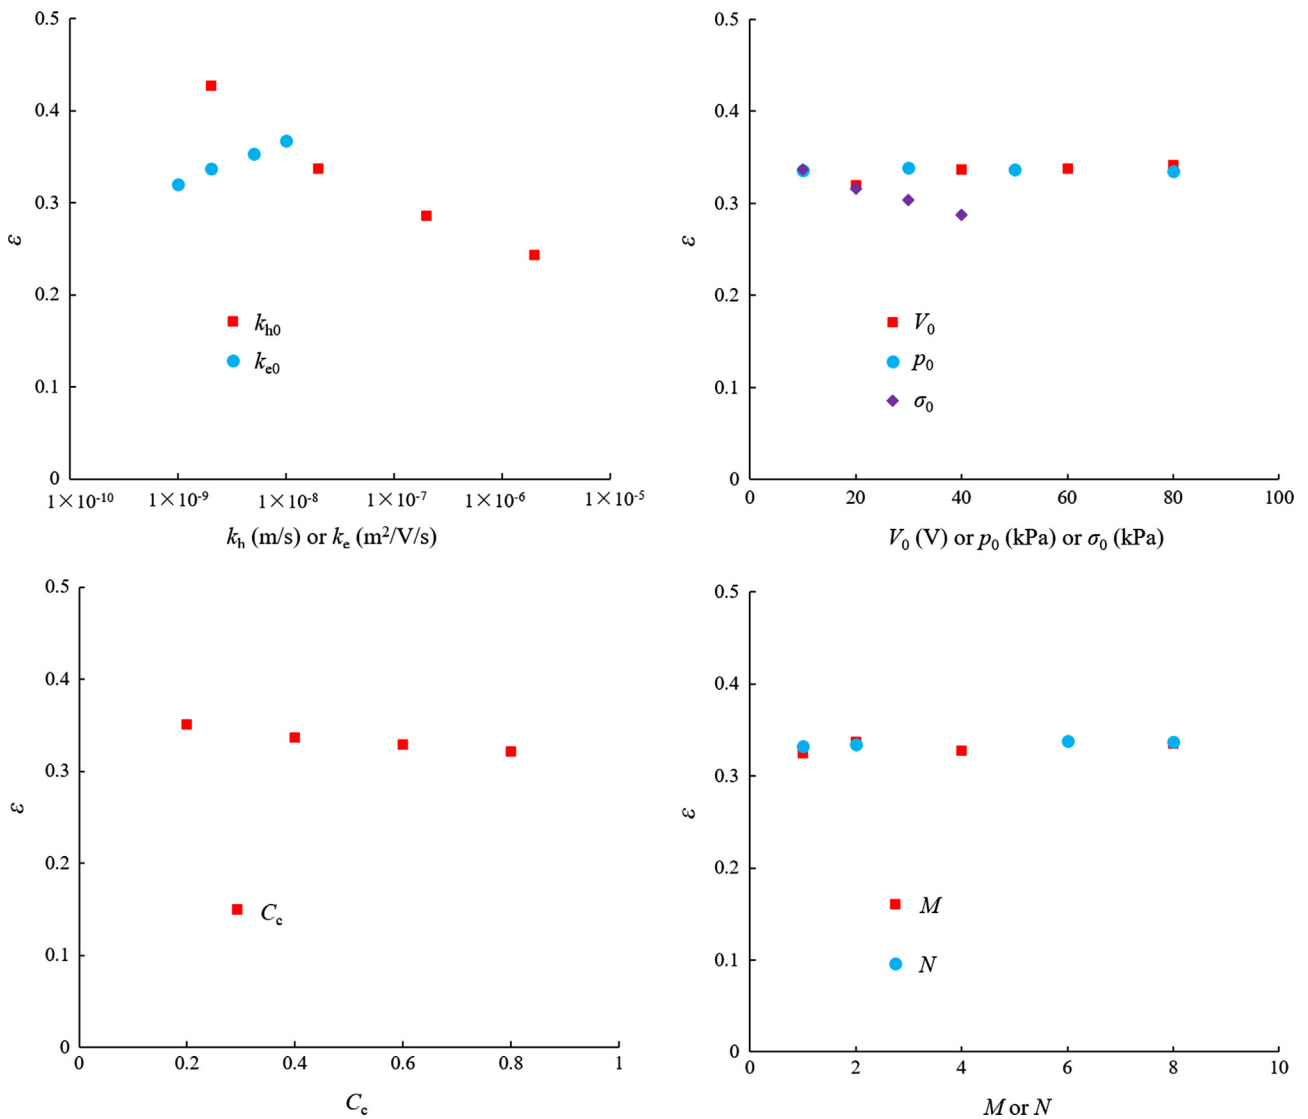 0.5
0.4
0.3
ε
0.2
k_h0
k_e0
0.1
0
1×10^-10 1×10^-9 1×10^-8 1×10^-7 1×10^-6 1×10^-5
k_h (m/s) or k_e (m^2/V/s)
0.5
0.4
0.3
ε
0.2
V_0
p_0
0.1
σ_0
0
0 20 40 60 80 100
V_0 (V) or p_0 (kPa) or σ_0 (kPa)
0.5
0.4
0.3
ε
0.2
C_c
0.1
0
0 0.2 0.4 0.6 0.8 1
C_c
0.5
0.4
0.3
ε
0.2
M
N
0.1
0
0 2 4 6 8 10
M or N